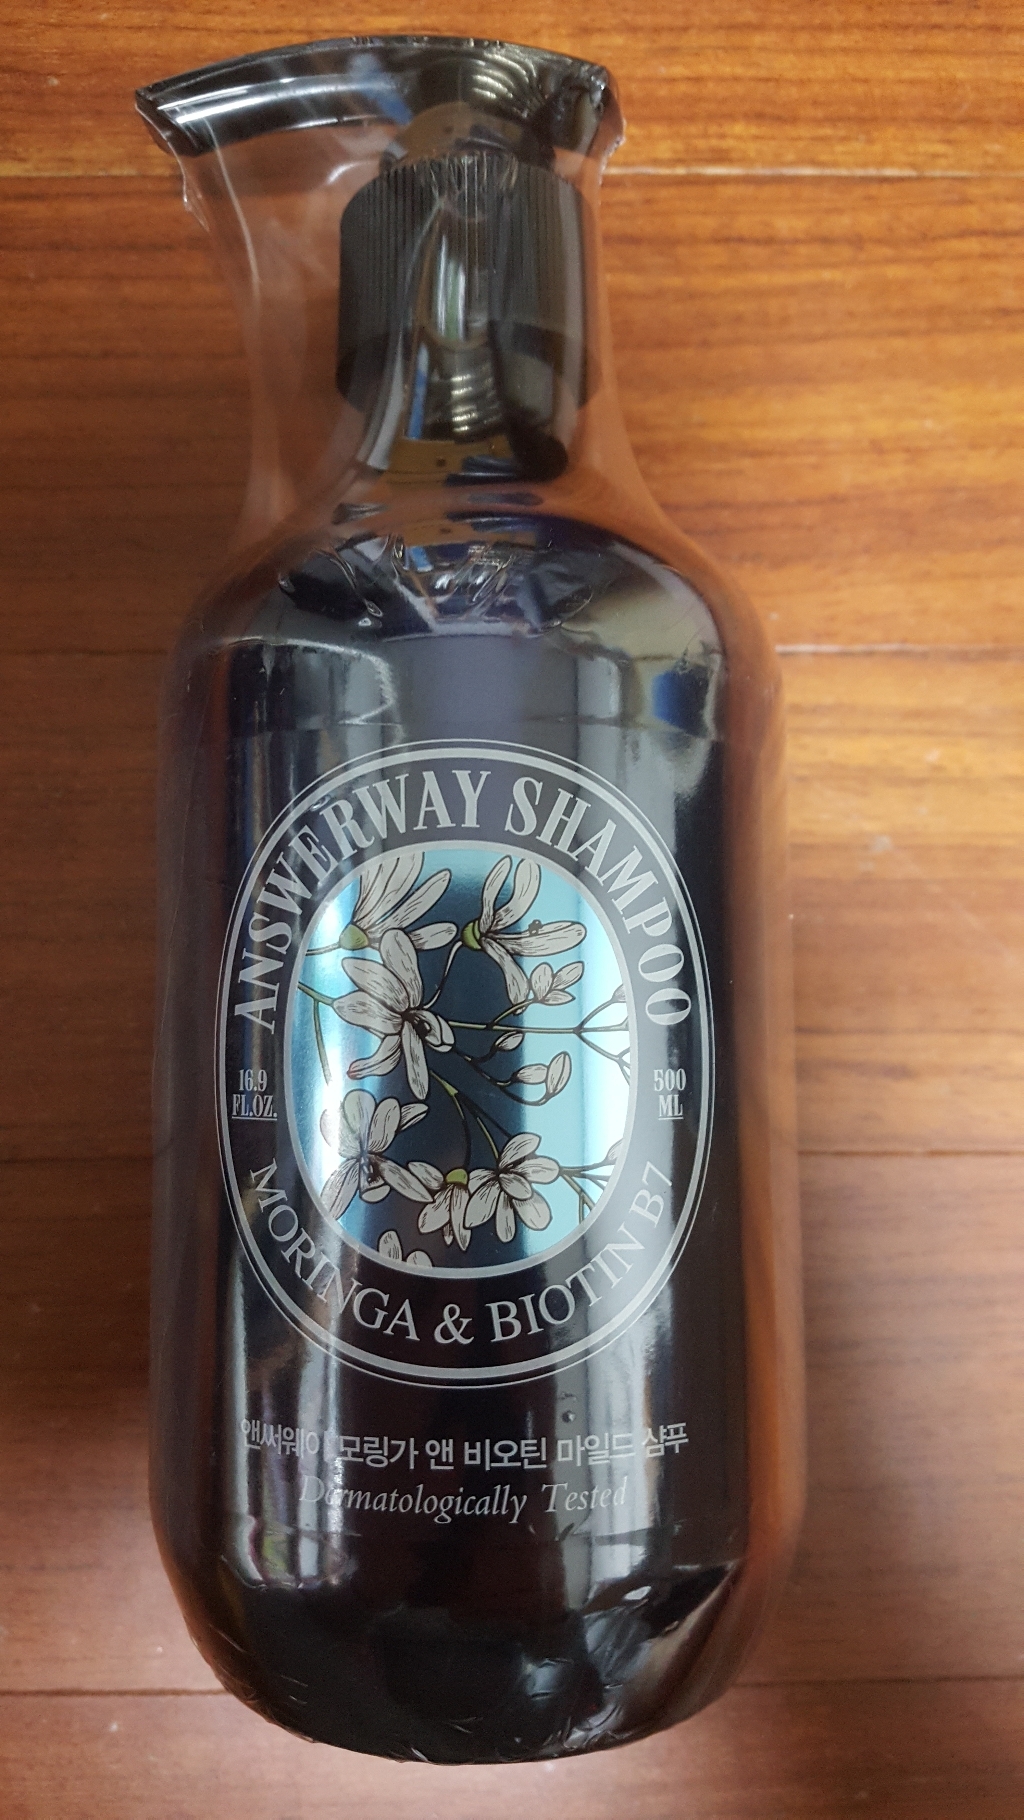 ANSWERWAY SHAMPOO
16.9
FL.OZ.
500
ML
MORINGA & BIOTIN B7
앤써웨이 모링가 앤 비오틴 마일드 샴푸
Dermatologically Tested